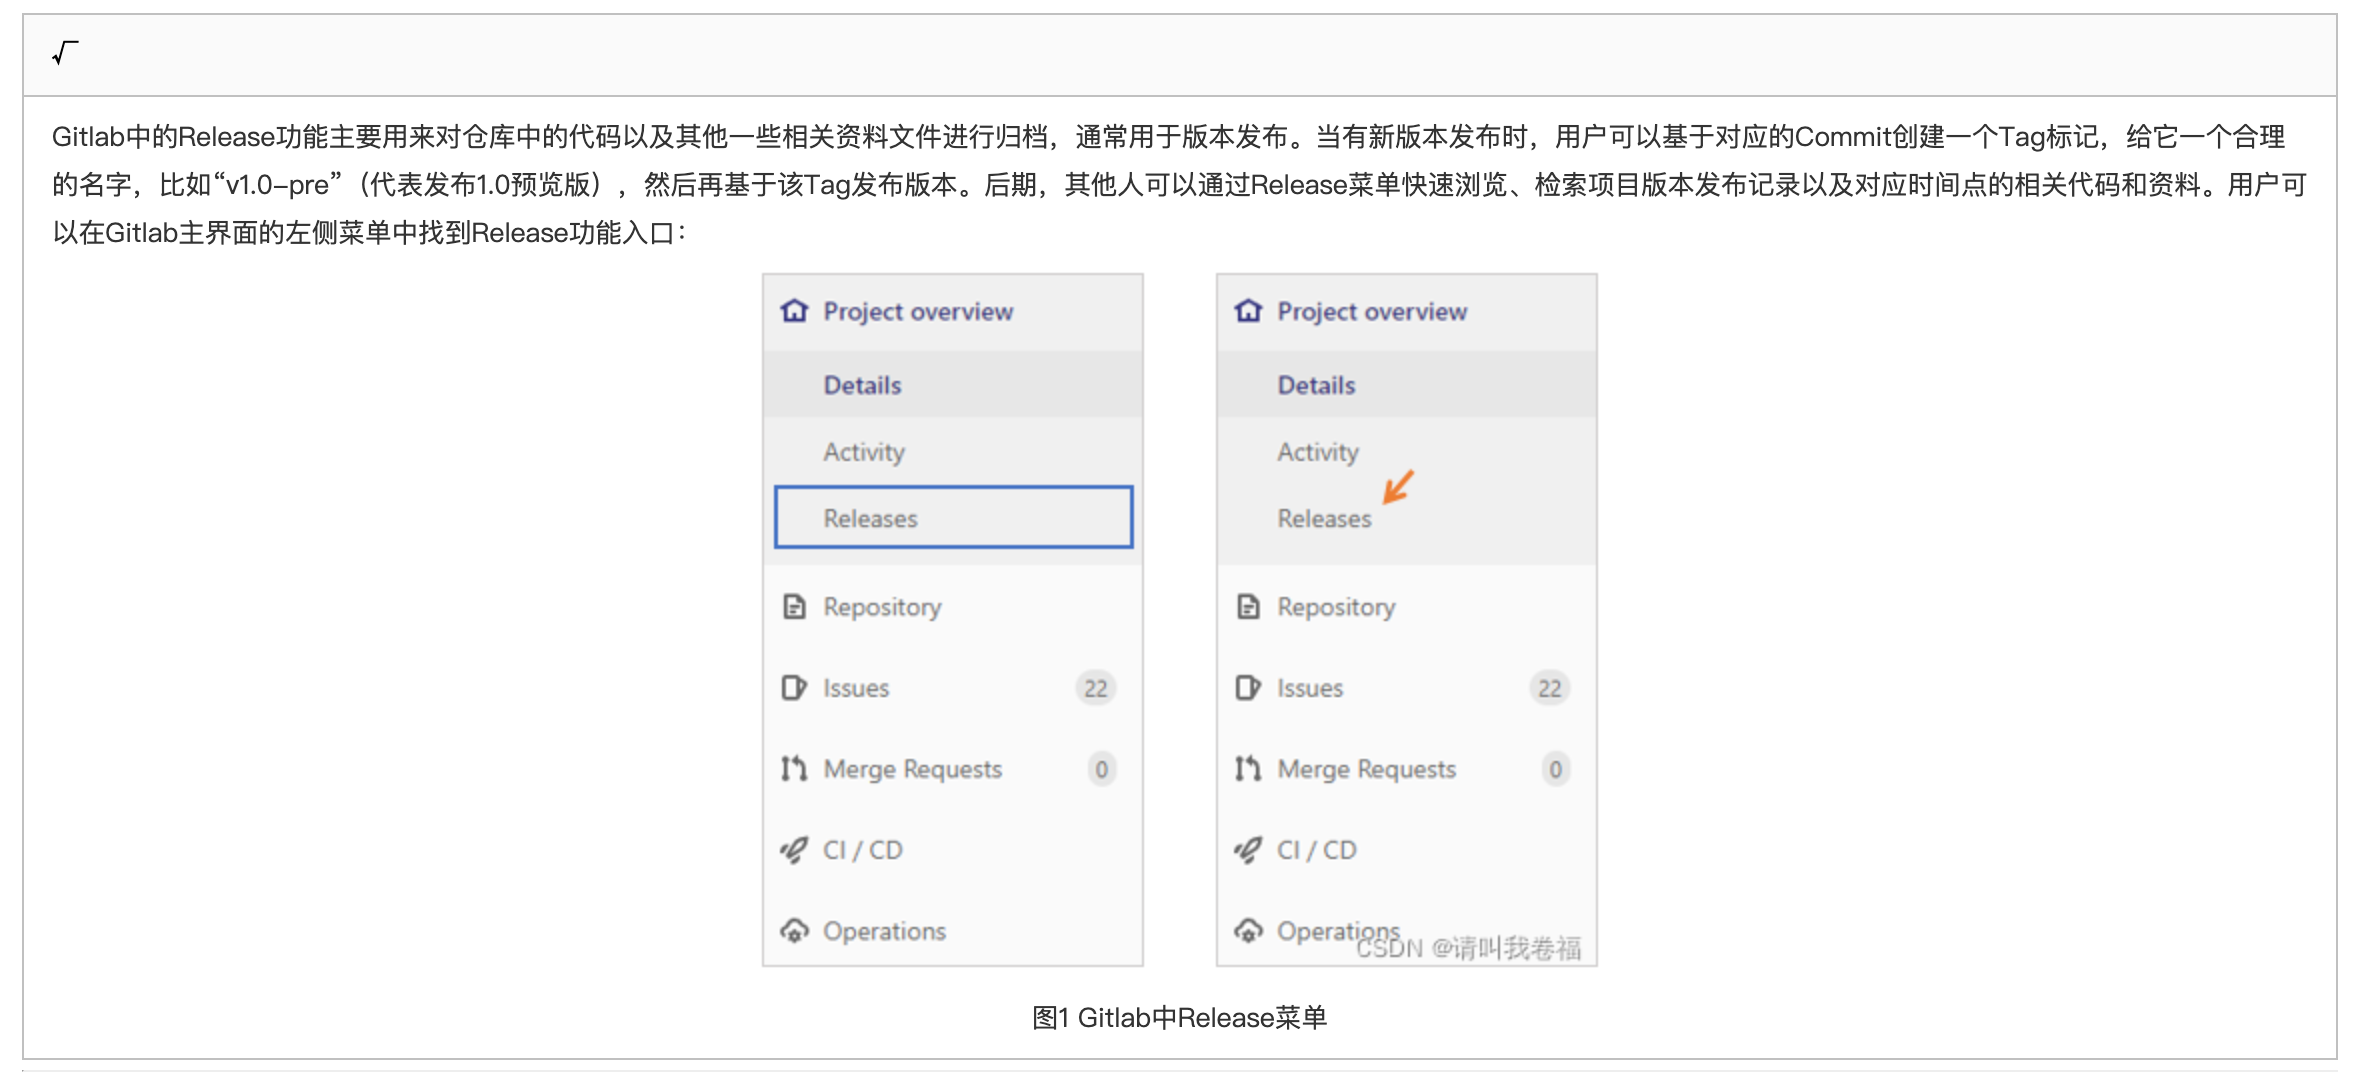 √
Gitlab中的Release功能主要用来对仓库中的代码以及其他一些相关资料文件进行归档，通常用于版本发布。当有新版本发布时，用户可以基于对应的Commit创建一个Tag标记，给它一个合理
的名字，比如“v1.0-pre”（代表发布1.0预览版），然后再基于该Tag发布版本。后期，其他人可以通过Release菜单快速浏览、检索项目版本发布记录以及对应时间点的相关代码和资料。用户可
以在Gitlab主界面的左侧菜单中找到Release功能入口：
Project overview
Details
Activity
Releases
Repository
Issues 22
Merge Requests 0
CI / CD
Operations
Project overview
Details
Activity
Releases
Repository
Issues 22
Merge Requests 0
CI / CD
Operations
CSDN @请叫我卷福
图1 Gitlab中Release菜单